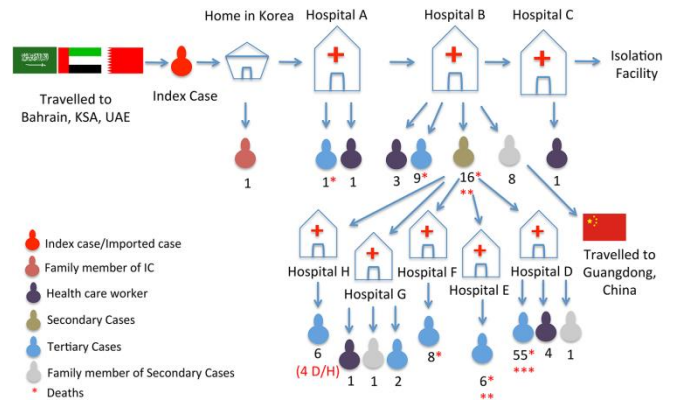 Home in Korea
Hospital A
Hospital B
Hospital C
Isolation
Facility
Index Case
Travelled to
Bahrain, KSA, UAE
1
1*
1
3
9*
16*
**
8
1
Index case/Imported case
Family member of IC
Health care worker
Secondary Cases
Tertiary Cases
Family member of Secondary Cases
* Deaths
Hospital H
Hospital G
Hospital F
Hospital E
Hospital D
Travelled to
Guangdong,
China
6
(4 D/H)
1
1
2
8*
6*
**
55*
***
4
1